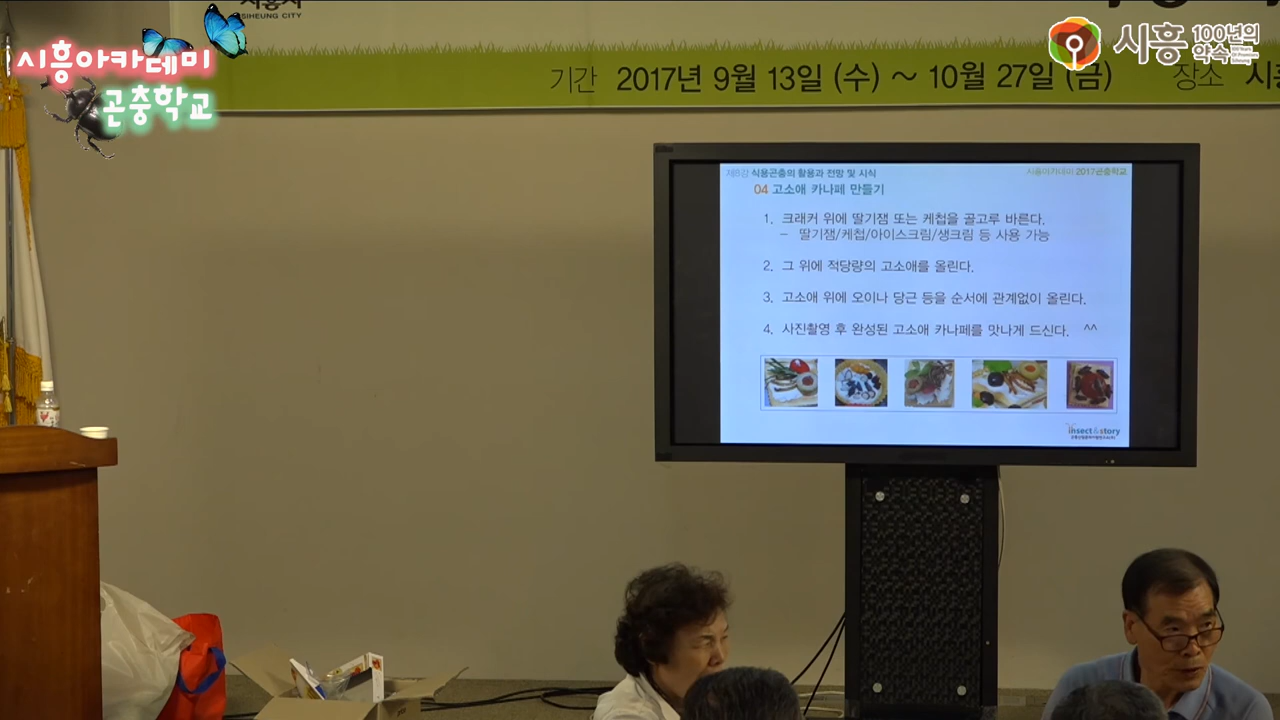 시흥시
SIHEUNG CITY
시흥아카데미
곤충학교
시흥
100년의
약속
기간 2017년 9월 13일 (수) ~ 10월 27일 (금) 장소 시흥
제8강 식용곤충의 활용과 전망 및 시식
시흥아카데미 2017곤충학교
04 고소애 카나페 만들기
1. 크래커 위에 딸기잼 또는 케첩을 골고루 바른다.
– 딸기잼/케첩/아이스크림/생크림 등 사용 가능
2. 그 위에 적당량의 고소애를 올린다.
3. 고소애 위에 오이나 당근 등을 순서에 관계없이 올린다.
4. 사진촬영 후 완성된 고소애 카나페를 맛나게 드신다. ^^
insect&story